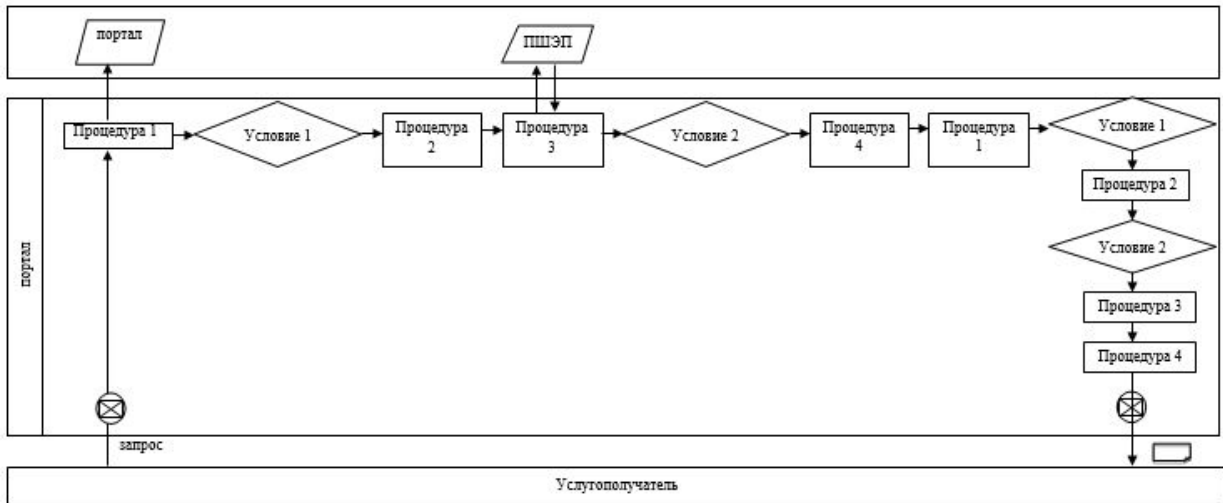 портал
ПШЭП
Процедура 1
Условие 1
Процедура
2
Процедура
3
Условие 2
Процедура
4
Процедура
1
Условие 1
Процедура 2
Условие 2
Процедура 3
Процедура 4
портал
запрос
Услугополучатель